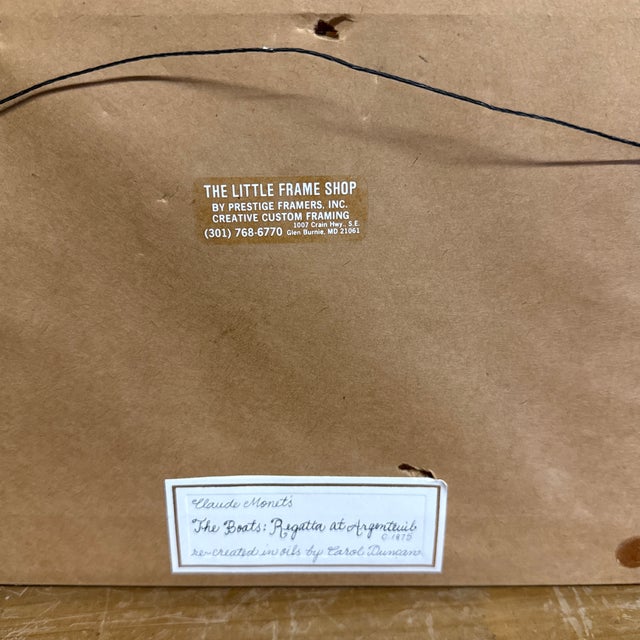 THE LITTLE FRAME SHOP
BY PRESTIGE FRAMERS, INC.
CREATIVE CUSTOM FRAMING
1007 Crain Hwy., S.E.
(301) 768-6770 Glen Burnie, MD 21061
Claude Monet's
"The Boats: Regatta at Argenteuil
C. 1875
re-created in oils by Carol Duncan